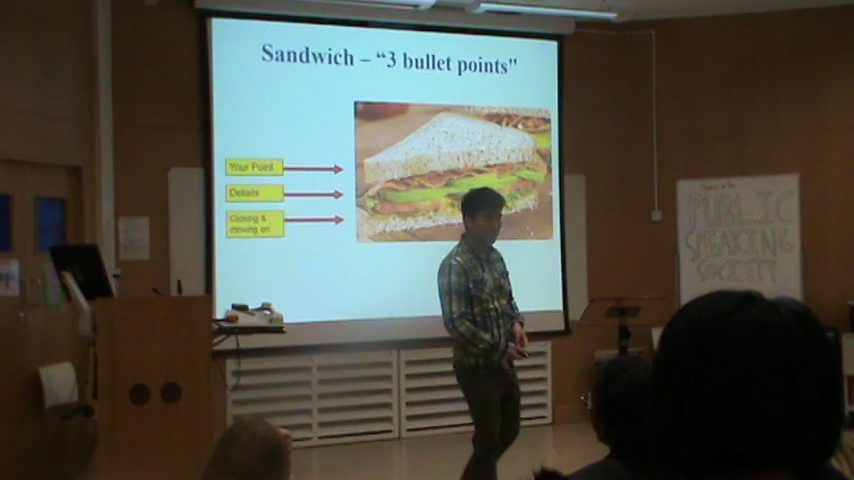 Sandwich – “3 bullet points"
Your Point
Details
Closing &
moving on
PUBLIC
SPEAKING
SOCIETY